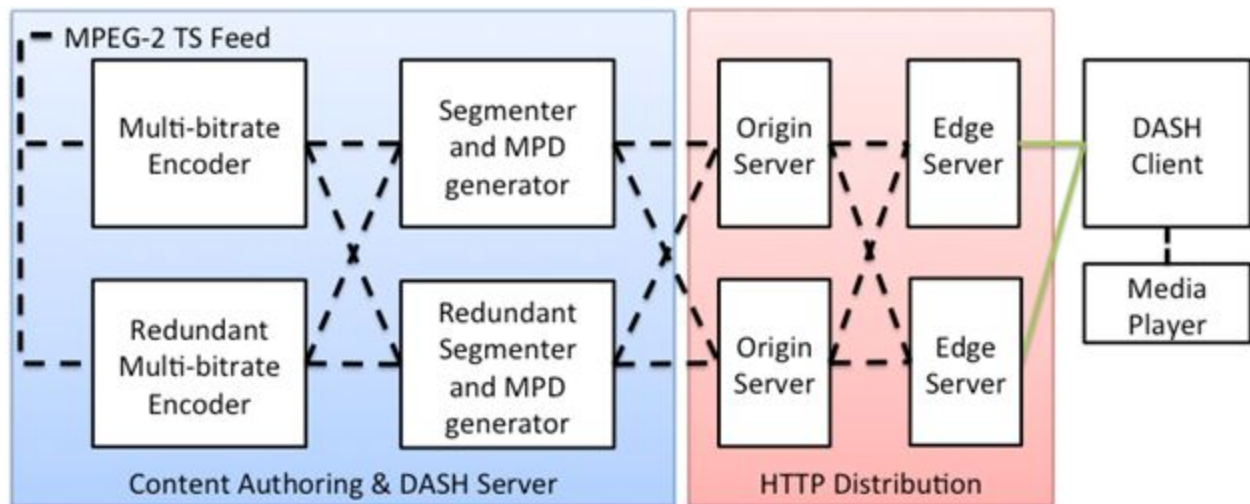 MPEG-2 TS Feed
Multi-bitrate
Encoder
Segmenter
and MPD
generator
Origin
Server
Edge
Server
DASH
Client
Redundant
Multi-bitrate
Encoder
Redundant
Segmenter
and MPD
generator
Origin
Server
Edge
Server
Media
Player
Content Authoring & DASH Server
HTTP Distribution